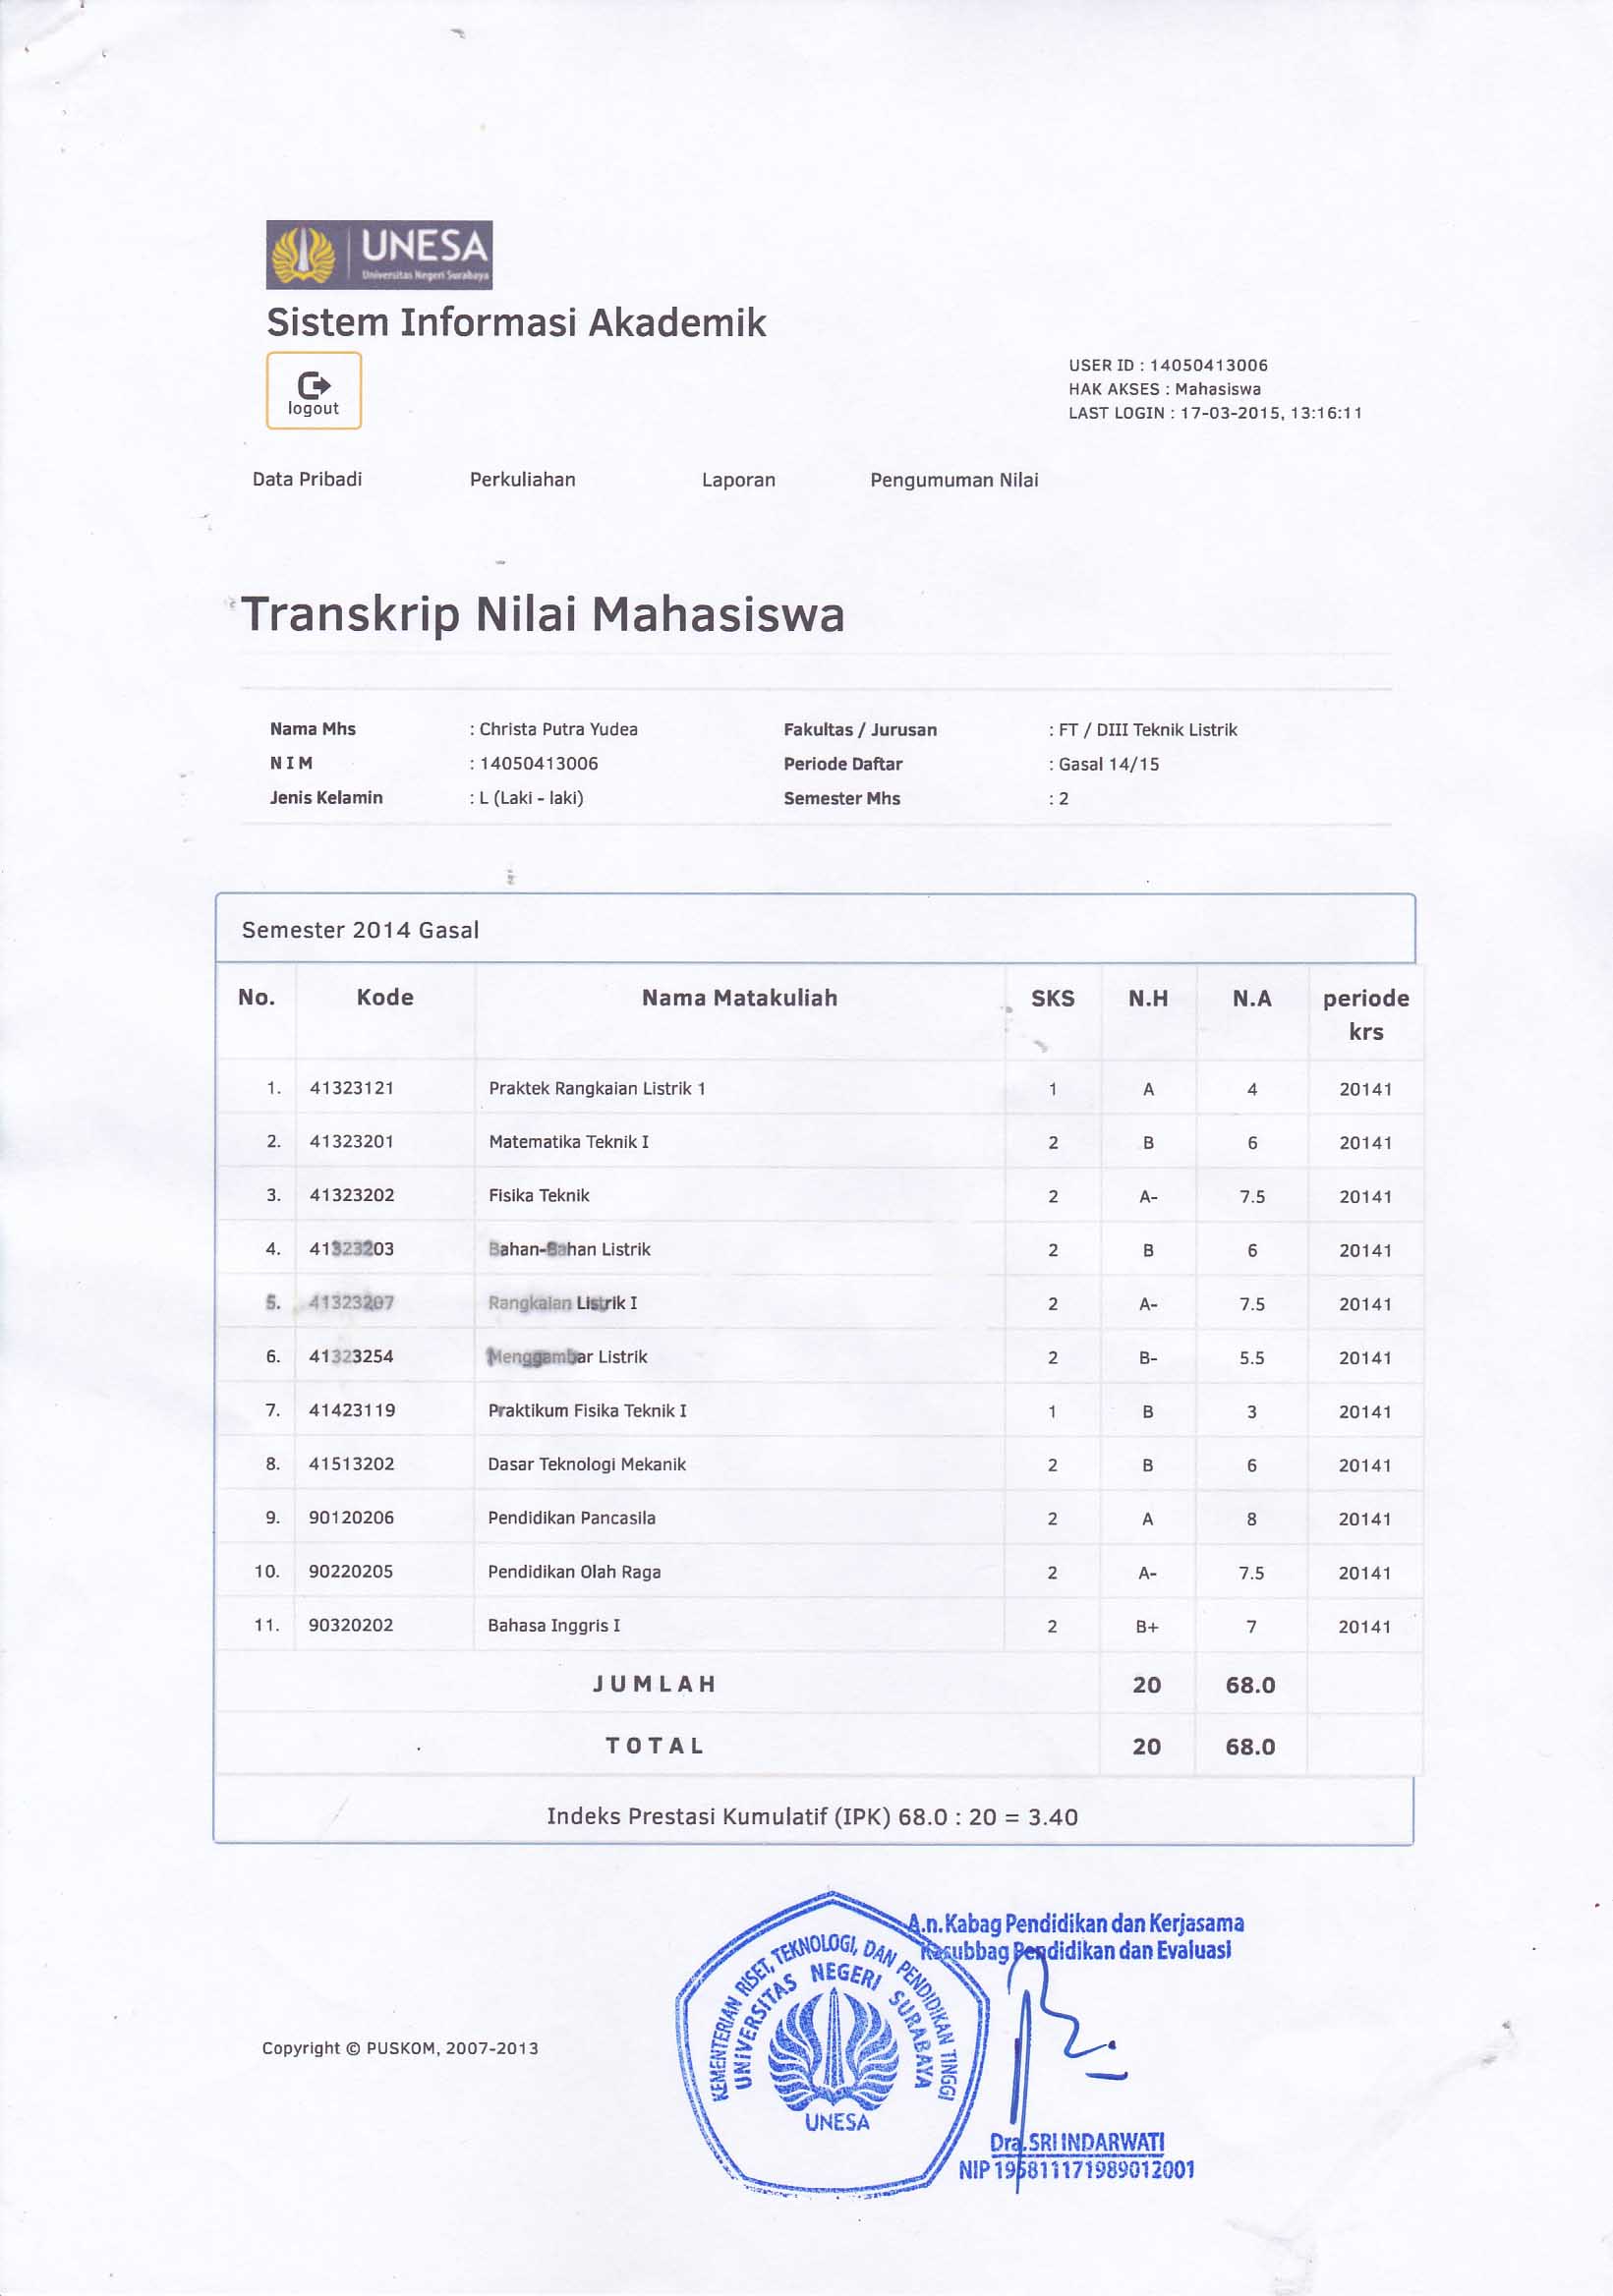 UNESA
Universitas Negeri Surabaya
Sistem Informasi Akademik
logout
USER ID : 14050413006
HAK AKSES : Mahasiswa
LAST LOGIN : 17-03-2015, 13:16:11
Data Pribadi Perkuliahan Laporan Pengumuman Nilai
Transkrip Nilai Mahasiswa
Nama Mhs : Christa Putra Yudea Fakultas / Jurusan : FT / DIII Teknik Listrik
N I M : 14050413006 Periode Daftar : Gasal 14/15
Jenis Kelamin : L (Laki - laki) Semester Mhs : 2
Semester 2014 Gasal
No. Kode Nama Matakuliah SKS N.H N.A periode
krs
1. 41323121 Praktek Rangkaian Listrik 1 1 A 4 20141
2. 41323201 Matematika Teknik I 2 B 6 20141
3. 41323202 Fisika Teknik 2 A- 7.5 20141
4. 41323203 Bahan-Bahan Listrik 2 B 6 20141
5. 41323207 Rangkaian Listrik I 2 A- 7.5 20141
6. 41323254 Menggambar Listrik 2 B- 5.5 20141
7. 41423119 Praktikum Fisika Teknik I 1 B 3 20141
8. 41513202 Dasar Teknologi Mekanik 2 B 6 20141
9. 90120206 Pendidikan Pancasila 2 A 8 20141
10. 90220205 Pendidikan Olah Raga 2 A- 7.5 20141
11. 90320202 Bahasa Inggris I 2 B+ 7 20141
J U M L A H 20 68.0
T O T A L 20 68.0
Indeks Prestasi Kumulatif (IPK) 68.0 : 20 = 3.40
A.n. Kabag Pendidikan dan Kerjasama
Kasubbag Pendidikan dan Evaluasi
KEMENTERIAN RISET, TEKNOLOGI, DAN PENDIDIKAN TINGGI
UNIVERSITAS NEGERI SURABAYA
UNESA
Copyright © PUSKOM, 2007-2013
Dra. SRI INDARWATI
NIP 195811171989012001